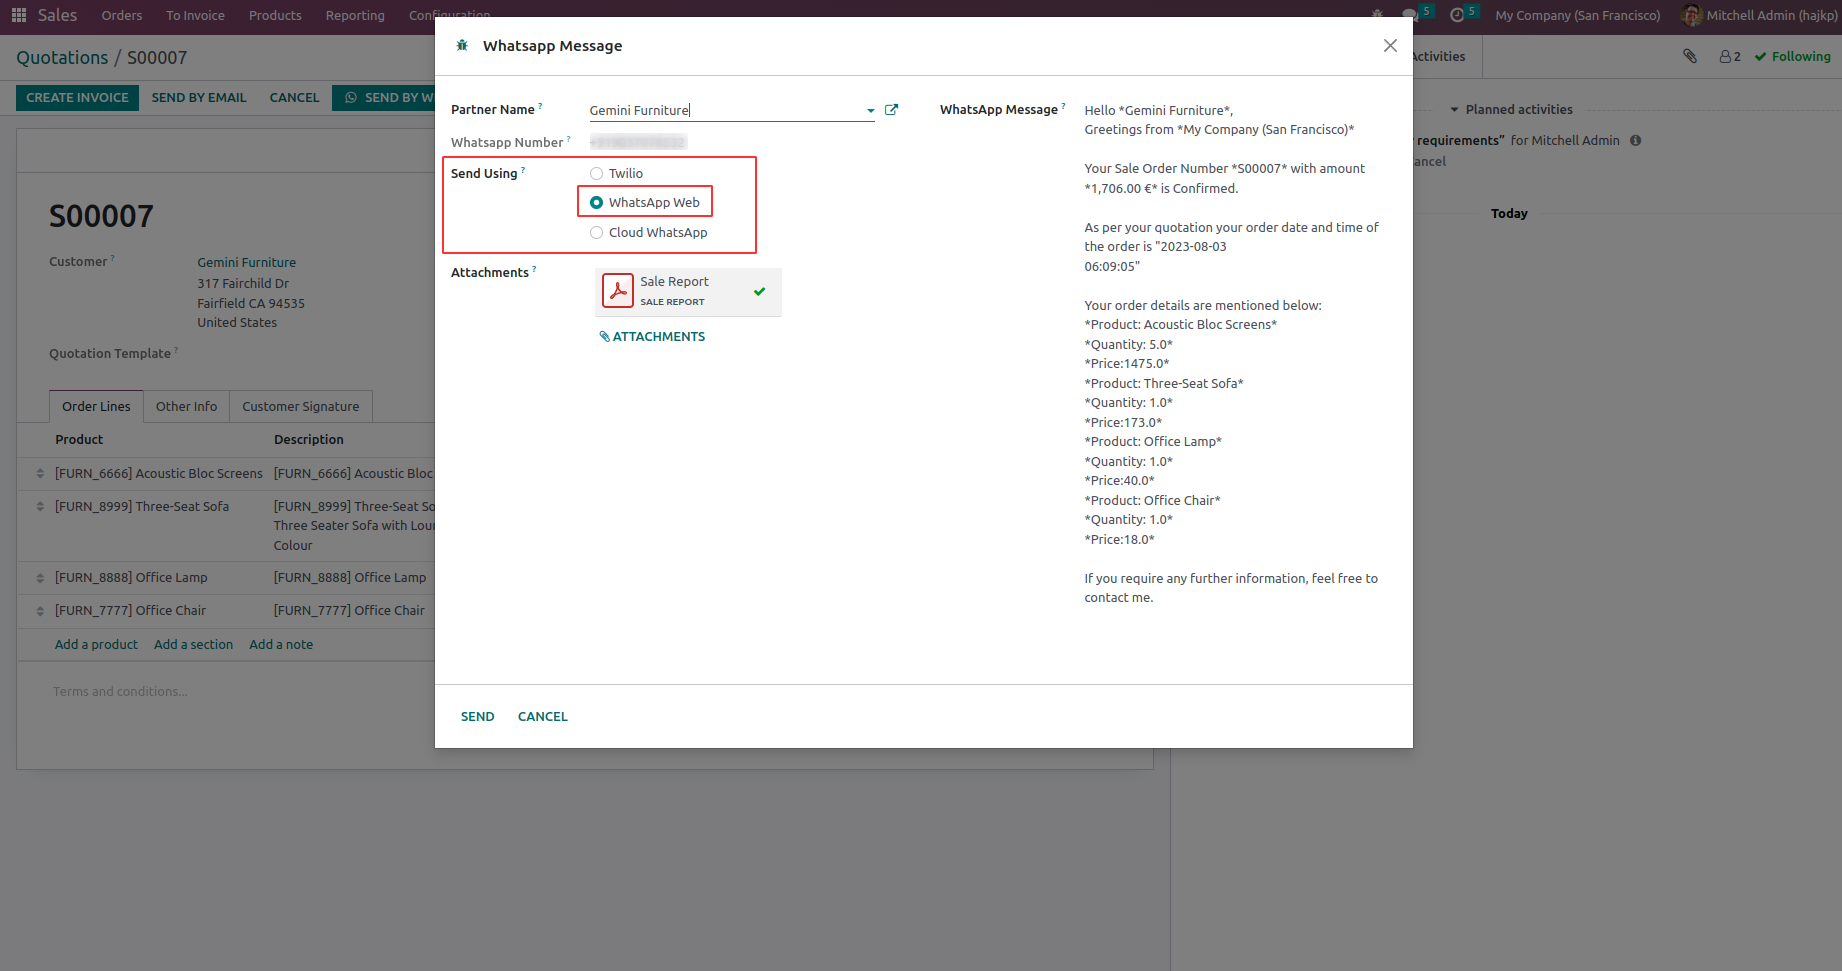 Sales Orders To Invoice Products Reporting Configuration 5 5 My Company (San Francisco) Mitchell Admin (hajkp)
Quotations / S00007
Activities 2 Following
CREATE INVOICE SEND BY EMAIL CANCEL SEND BY W
Planned activities
requirements” for Mitchell Admin
ancel
Today
S00007
Customer ?
Gemini Furniture
317 Fairchild Dr
Fairfield CA 94535
United States
Quotation Template ?
Order Lines Other Info Customer Signature
Product Description
[FURN_6666] Acoustic Bloc Screens [FURN_6666] Acoustic Bloc
[FURN_8999] Three-Seat Sofa [FURN_8999] Three-Seat So
Three Seater Sofa with Lour
Colour
[FURN_8888] Office Lamp [FURN_8888] Office Lamp
[FURN_7777] Office Chair [FURN_7777] Office Chair
Add a product Add a section Add a note
Terms and conditions...
Whatsapp Message
Partner Name ? Gemini Furniture
Whatsapp Number ?
Send Using ?
Twilio
WhatsApp Web
Cloud WhatsApp
Attachments ?
Sale Report
SALE REPORT
ATTACHMENTS
WhatsApp Message ?
Hello *Gemini Furniture*,
Greetings from *My Company (San Francisco)*
Your Sale Order Number *S00007* with amount
*1,706.00 €* is Confirmed.
As per your quotation your order date and time of
the order is "2023-08-03
06:09:05"
Your order details are mentioned below:
*Product: Acoustic Bloc Screens*
*Quantity: 5.0*
*Price:1475.0*
*Product: Three-Seat Sofa*
*Quantity: 1.0*
*Price:173.0*
*Product: Office Lamp*
*Quantity: 1.0*
*Price:40.0*
*Product: Office Chair*
*Quantity: 1.0*
*Price:18.0*
If you require any further information, feel free to
contact me.
SEND CANCEL